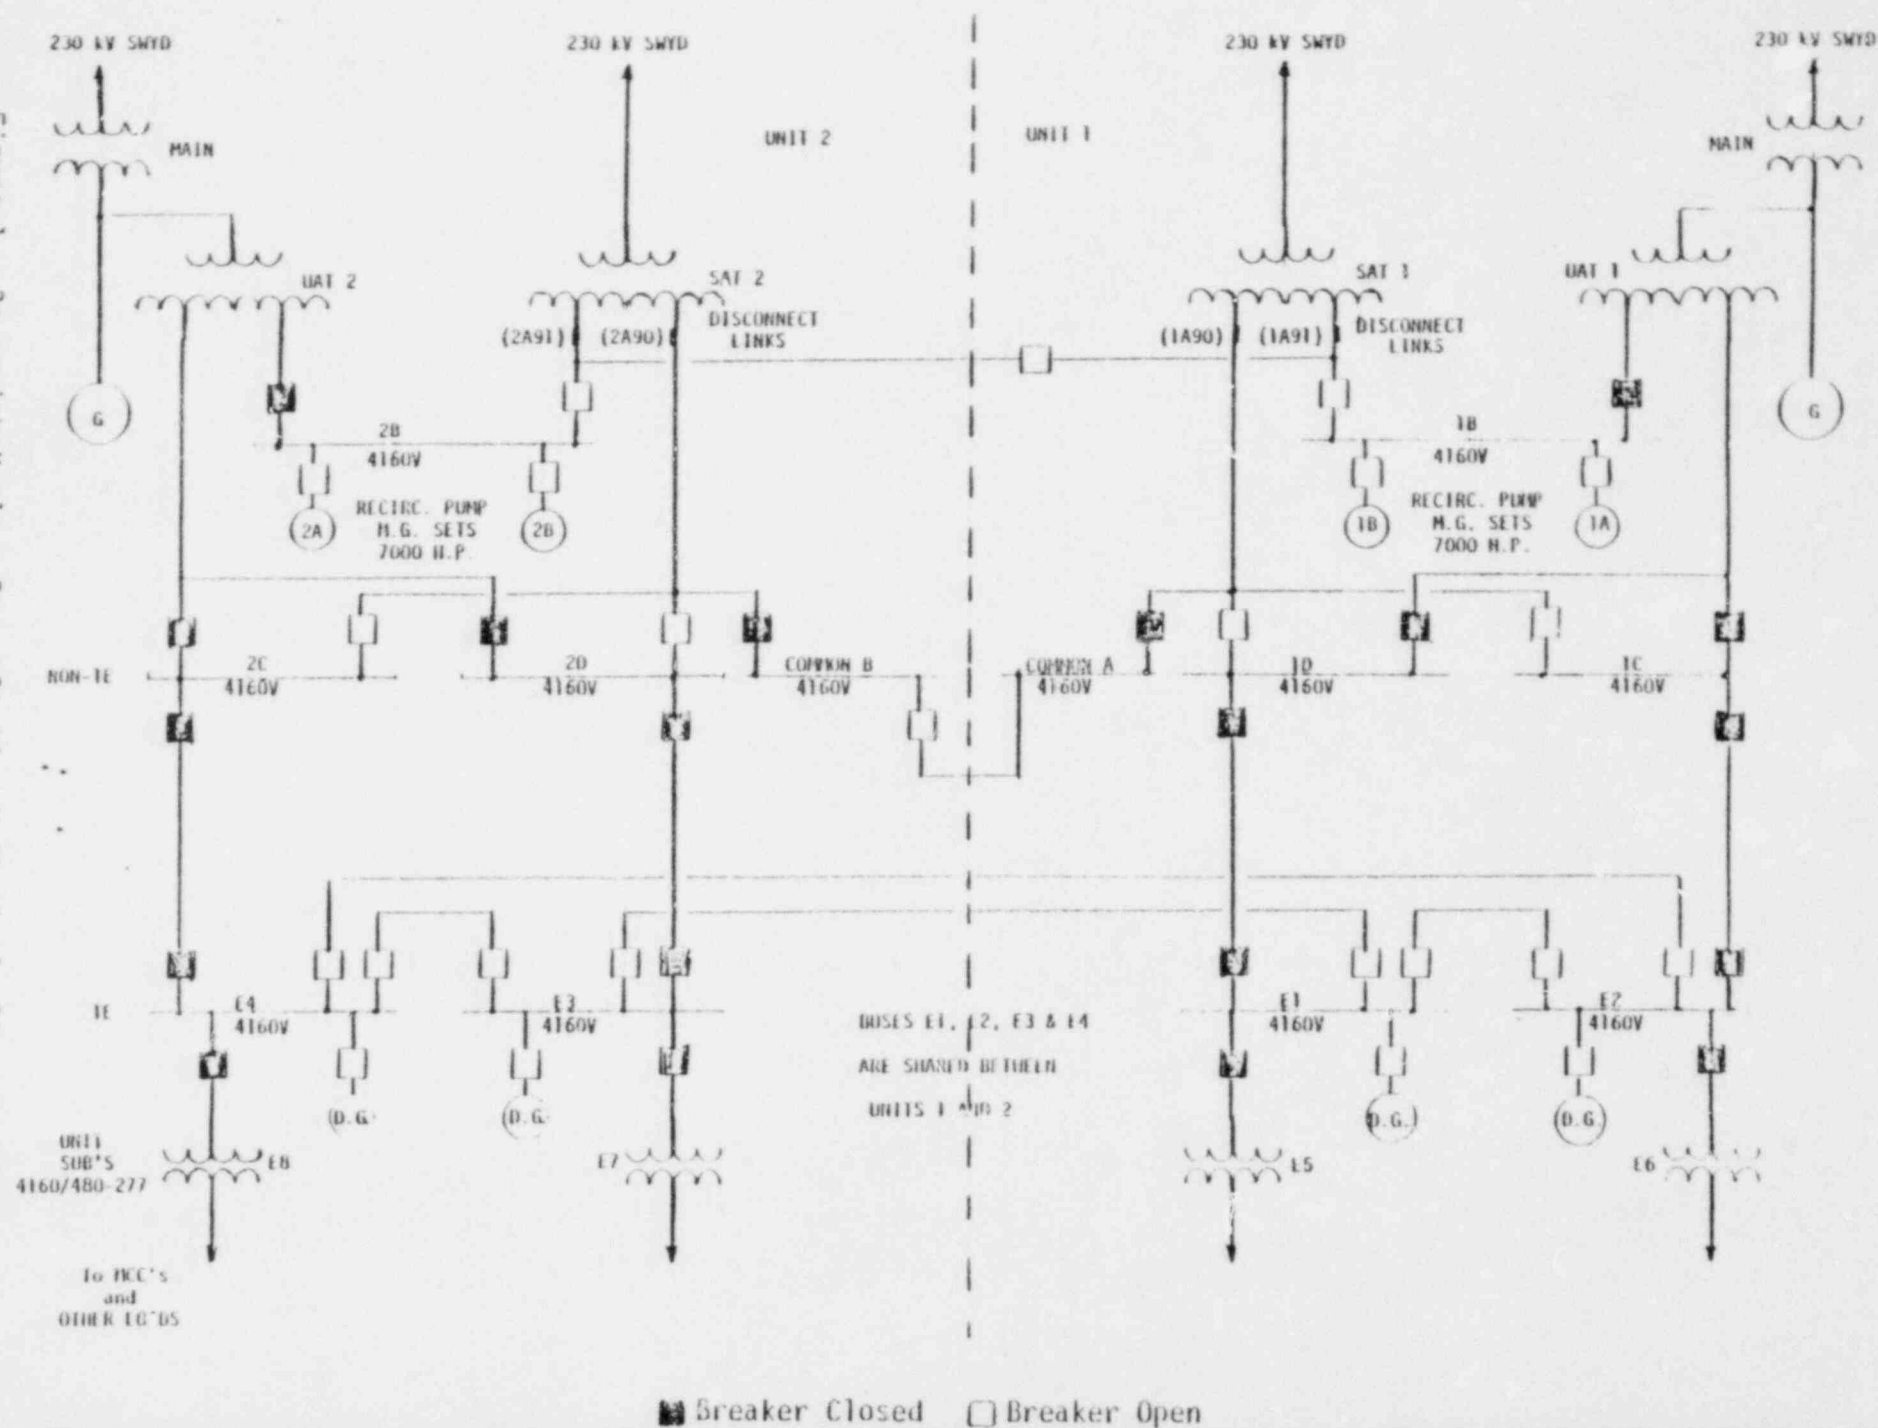 230 kV SWYD
230 kV SWYD
230 kV SWYD
230 kV SWYD
MAIN
UNIT 2
UNIT 1
MAIN
UAT 2
SAT 2
SAT 1
UAT 1
DISCONNECT
LINKS
DISCONNECT
LINKS
(2A91)
(2A90)
(1A90)
(1A91)
G
G
2B
4160V
1B
4160V
RECIRC. PUMP
M.G. SETS
7000 H.P.
2A
2B
RECIRC. PUMP
M.G. SETS
7000 H.P.
1B
1A
NON-1E
2C
4160V
2D
4160V
COMMON B
4160V
COMMON A
4160V
1D
4160V
1C
4160V
1E
E4
4160V
E3
4160V
E1
4160V
E2
4160V
BUSES E1, E2, E3 & E4
ARE SHARED BETWEEN
UNITS 1 AND 2
(D.G.
(D.G.
D.G.)
(D.G.
UNIT
SUB'S
4160/480-277
E8
E7
E5
E6
To MCC's
and
OTHER
Breaker Closed
Breaker Open